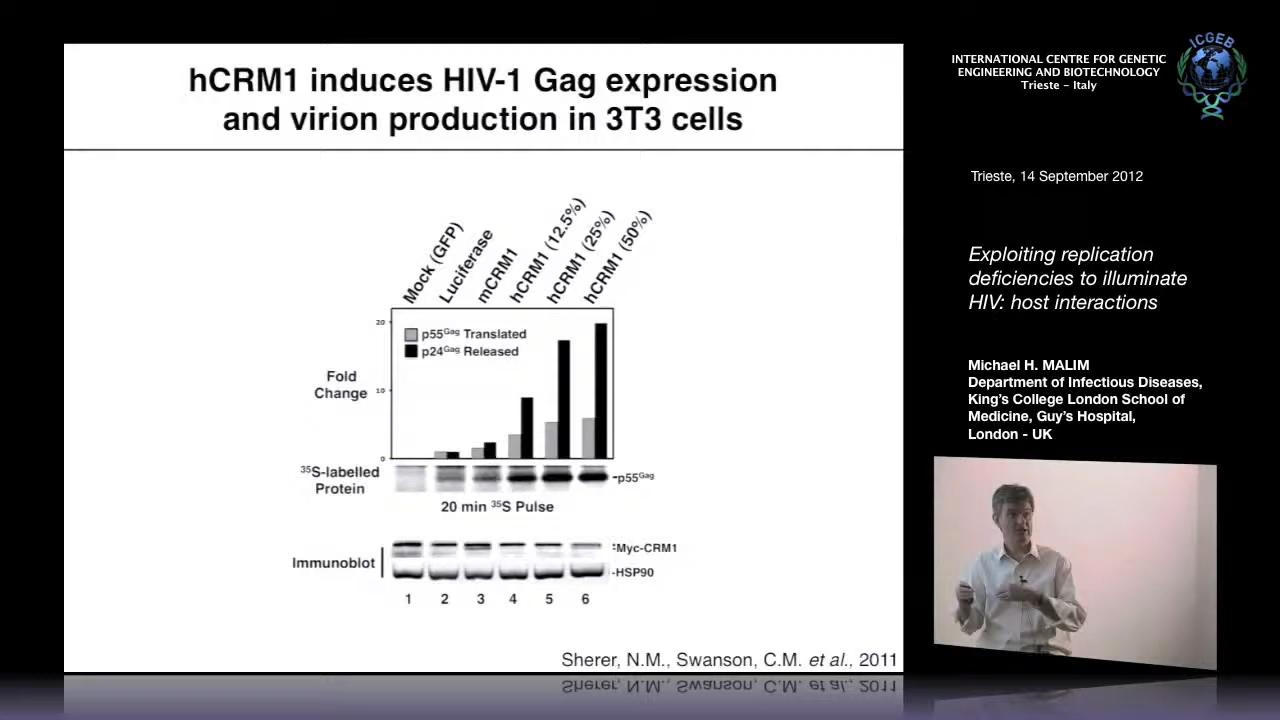 hCRM1 induces HIV-1 Gag expression
and virion production in 3T3 cells
Mock (GFP)
Luciferase
mCRM1
hCRM1 (12.5%)
hCRM1 (25%)
hCRM1 (50%)
20
10
0
p55Gag Translated
p24Gag Released
Fold
Change
35S-labelled
Protein
-p55Gag
20 min 35S Pulse
Immunoblot
:Myc-CRM1
-HSP90
1 2 3 4 5 6
Sherer, N.M., Swanson, C.M. et al., 2011
INTERNATIONAL CENTRE FOR GENETIC
ENGINEERING AND BIOTECHNOLOGY
Trieste - Italy
ICGEB
Trieste, 14 September 2012
Exploiting replication
deficiencies to illuminate
HIV: host interactions
Michael H. MALIM
Department of Infectious Diseases,
King's College London School of
Medicine, Guy's Hospital,
London - UK